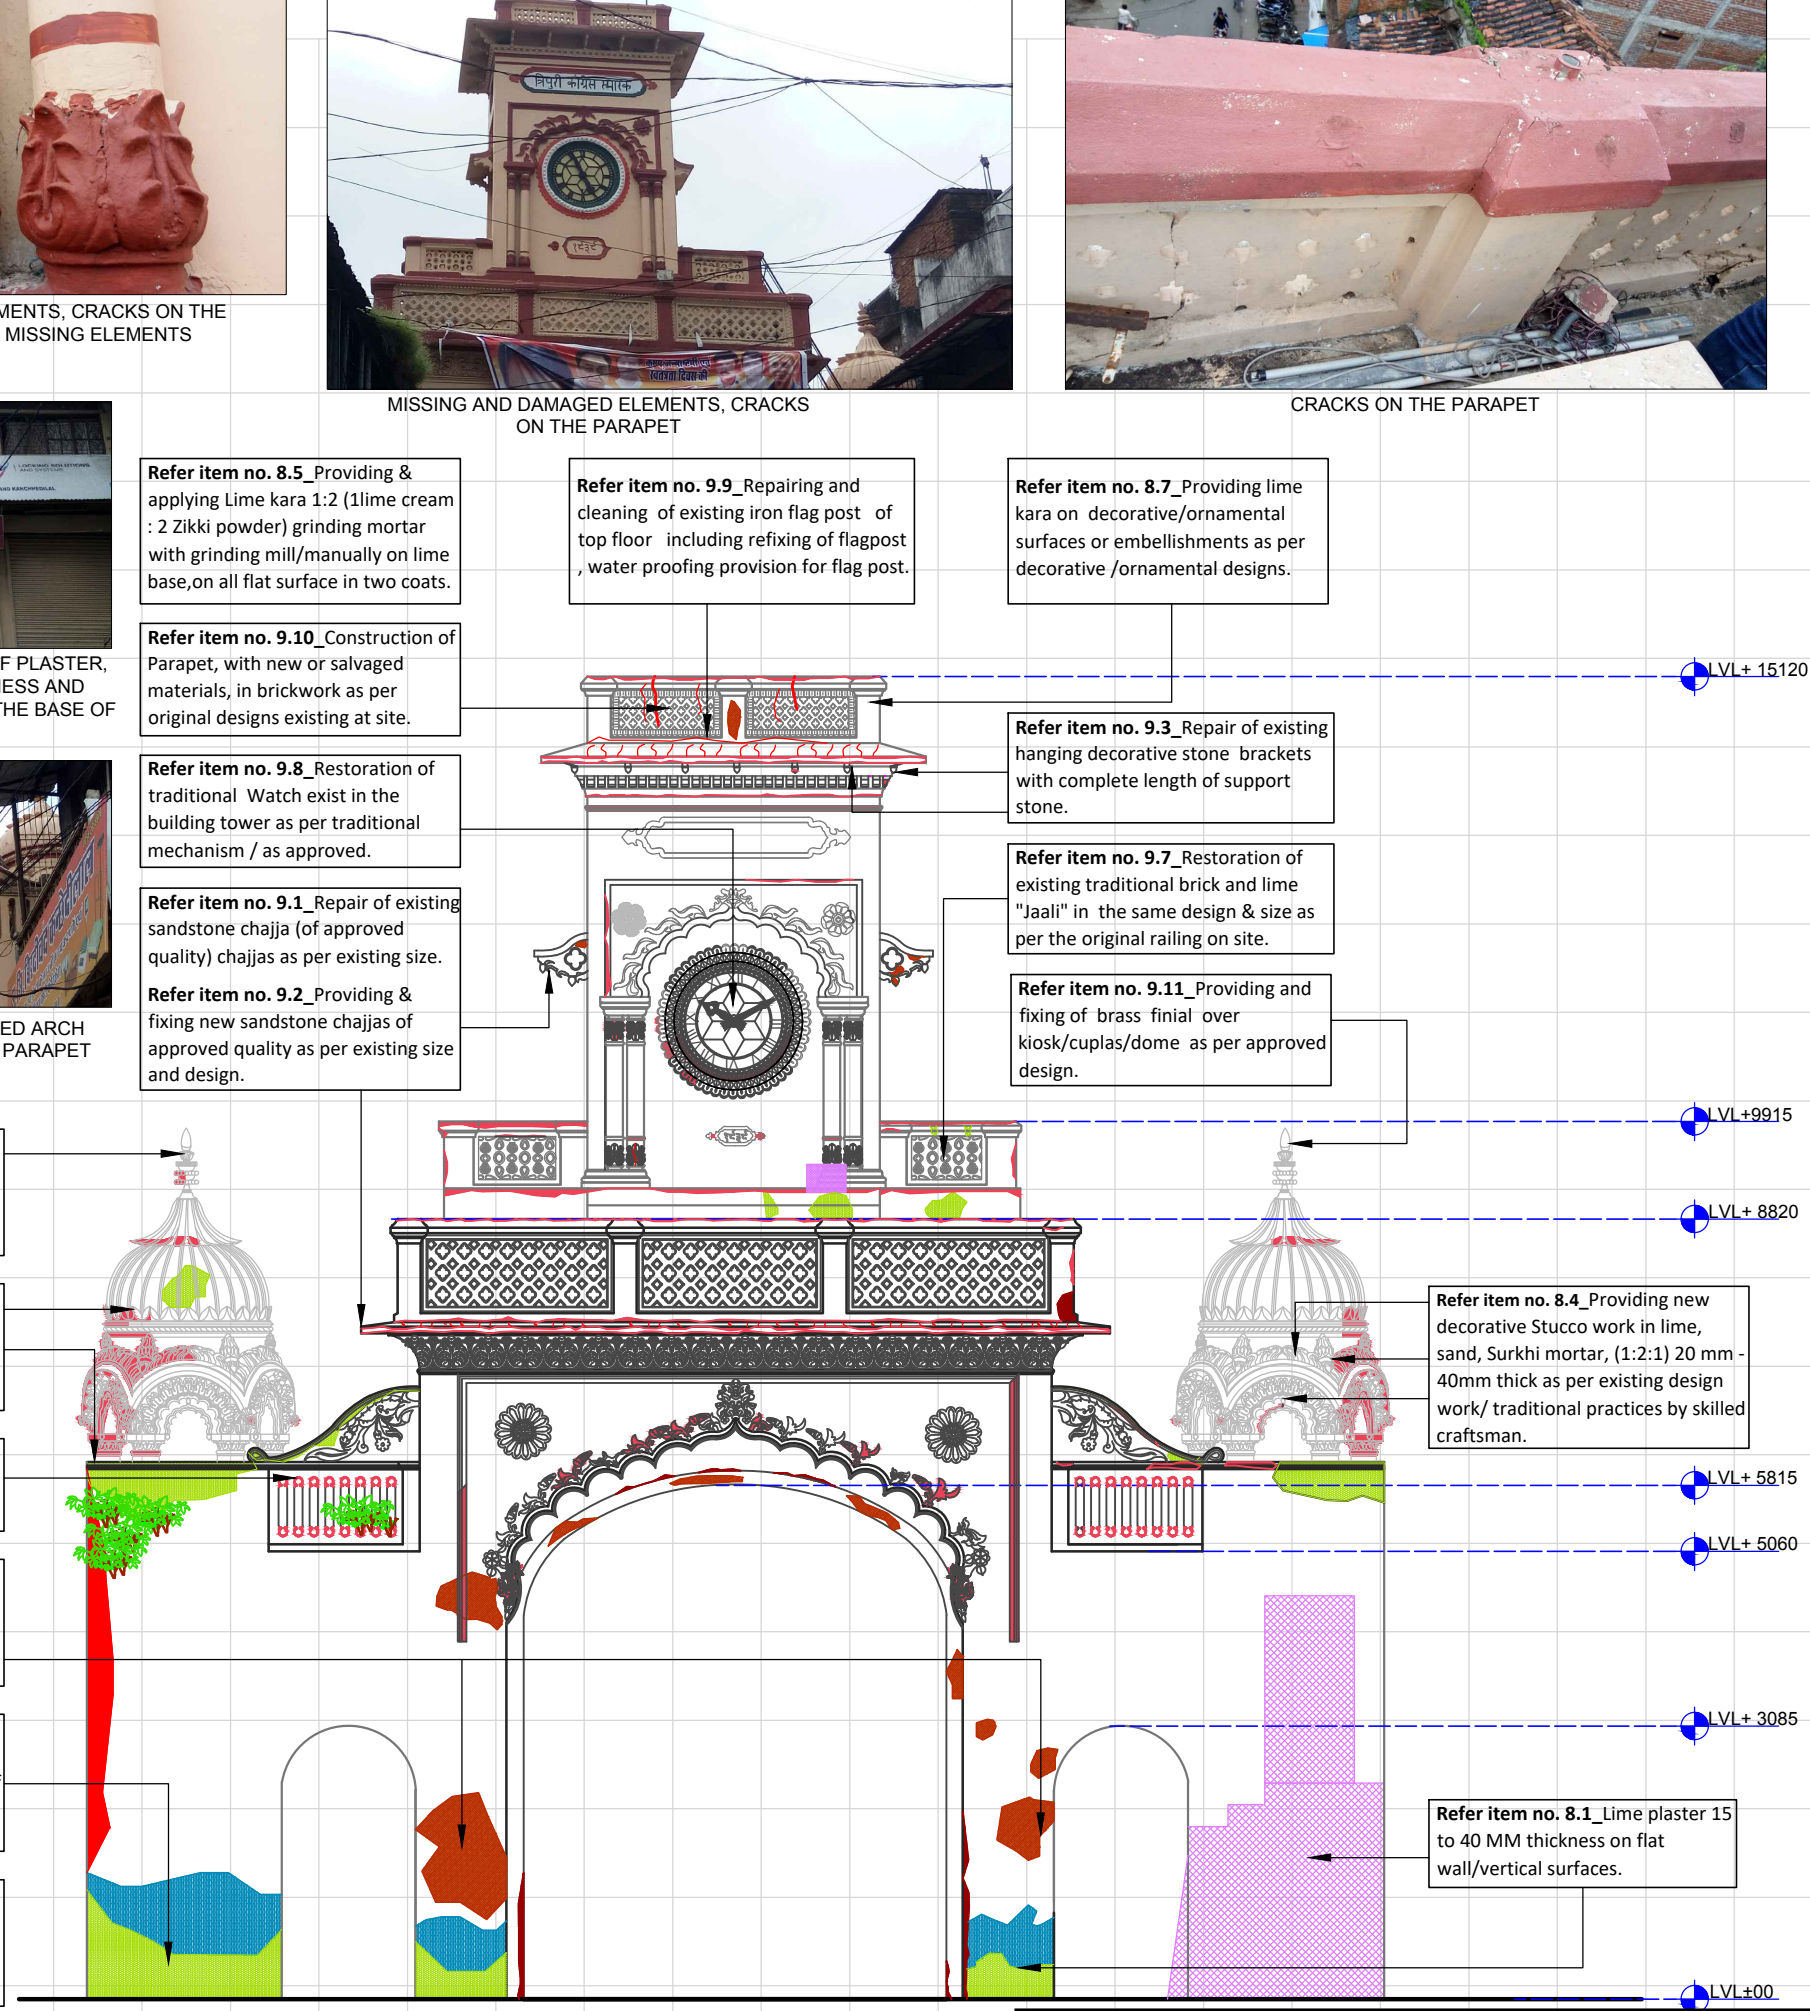 त्रिपुरी कांग्रेस स्मारक
१९३९
स्वतंत्रता दिवस की
MENTS, CRACKS ON THE
MISSING ELEMENTS
MISSING AND DAMAGED ELEMENTS, CRACKS
ON THE PARAPET
CRACKS ON THE PARAPET
LOCKING SOLUTIONS
AND SYSTEMS
F PLASTER,
NESS AND
THE BASE OF
ED ARCH
PARAPET
Refer item no. 8.5_Providing &
applying Lime kara 1:2 (1lime cream
: 2 Zikki powder) grinding mortar
with grinding mill/manually on lime
base,on all flat surface in two coats.
Refer item no. 9.10_Construction of
Parapet, with new or salvaged
materials, in brickwork as per
original designs existing at site.
Refer item no. 9.8_Restoration of
traditional Watch exist in the
building tower as per traditional
mechanism / as approved.
Refer item no. 9.1_Repair of existing
sandstone chajja (of approved
quality) chajjas as per existing size.
Refer item no. 9.2_Providing &
fixing new sandstone chajjas of
approved quality as per existing size
and design.
Refer item no. 9.9_Repairing and
cleaning of existing iron flag post of
top floor including refixing of flagpost
, water proofing provision for flag post.
Refer item no. 8.7_Providing lime
kara on decorative/ornamental
surfaces or embellishments as per
decorative /ornamental designs.
Refer item no. 9.3_Repair of existing
hanging decorative stone brackets
with complete length of support
stone.
Refer item no. 9.7_Restoration of
existing traditional brick and lime
"Jaali" in the same design & size as
per the original railing on site.
Refer item no. 9.11_Providing and
fixing of brass finial over
kiosk/cuplas/dome as per approved
design.
Refer item no. 8.4_Providing new
decorative Stucco work in lime,
sand, Surkhi mortar, (1:2:1) 20 mm -
40mm thick as per existing design
work/ traditional practices by skilled
craftsman.
Refer item no. 8.1_Lime plaster 15
to 40 MM thickness on flat
wall/vertical surfaces.
LVL+ 15120
LVL+9915
LVL+ 8820
LVL+ 5815
LVL+ 5060
LVL+ 3085
LVL±00
१९३९